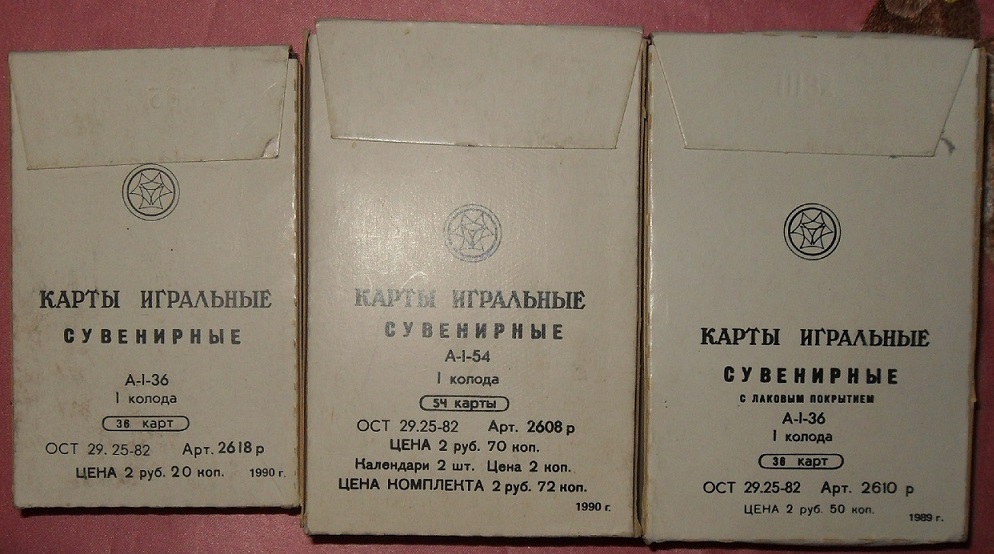 КАРТЫ ИГРАЛЬНЫЕ
СУВЕНИРНЫЕ
А-I-36
I колода
36 карт
ОСТ 29.25-82 Арт. 2618 р
ЦЕНА 2 руб. 20 коп. 1990 г.
КАРТЫ ИГРАЛЬНЫЕ
СУВЕНИРНЫЕ
А-I-54
I колода
54 карты
ОСТ 29.25-82 Арт. 2608 р
ЦЕНА 2 руб. 70 коп.
Календари 2 шт. Цена 2 коп.
ЦЕНА КОМПЛЕКТА 2 руб. 72 коп.
1990 г.
КАРТЫ ИГРАЛЬНЫЕ
СУВЕНИРНЫЕ
С ЛАКОВЫМ ПОКРЫТИЕМ
А-I-36
I колода
36 карт
ОСТ 29.25-82 Арт. 2610 р
ЦЕНА 2 руб. 50 коп.
1989 г.